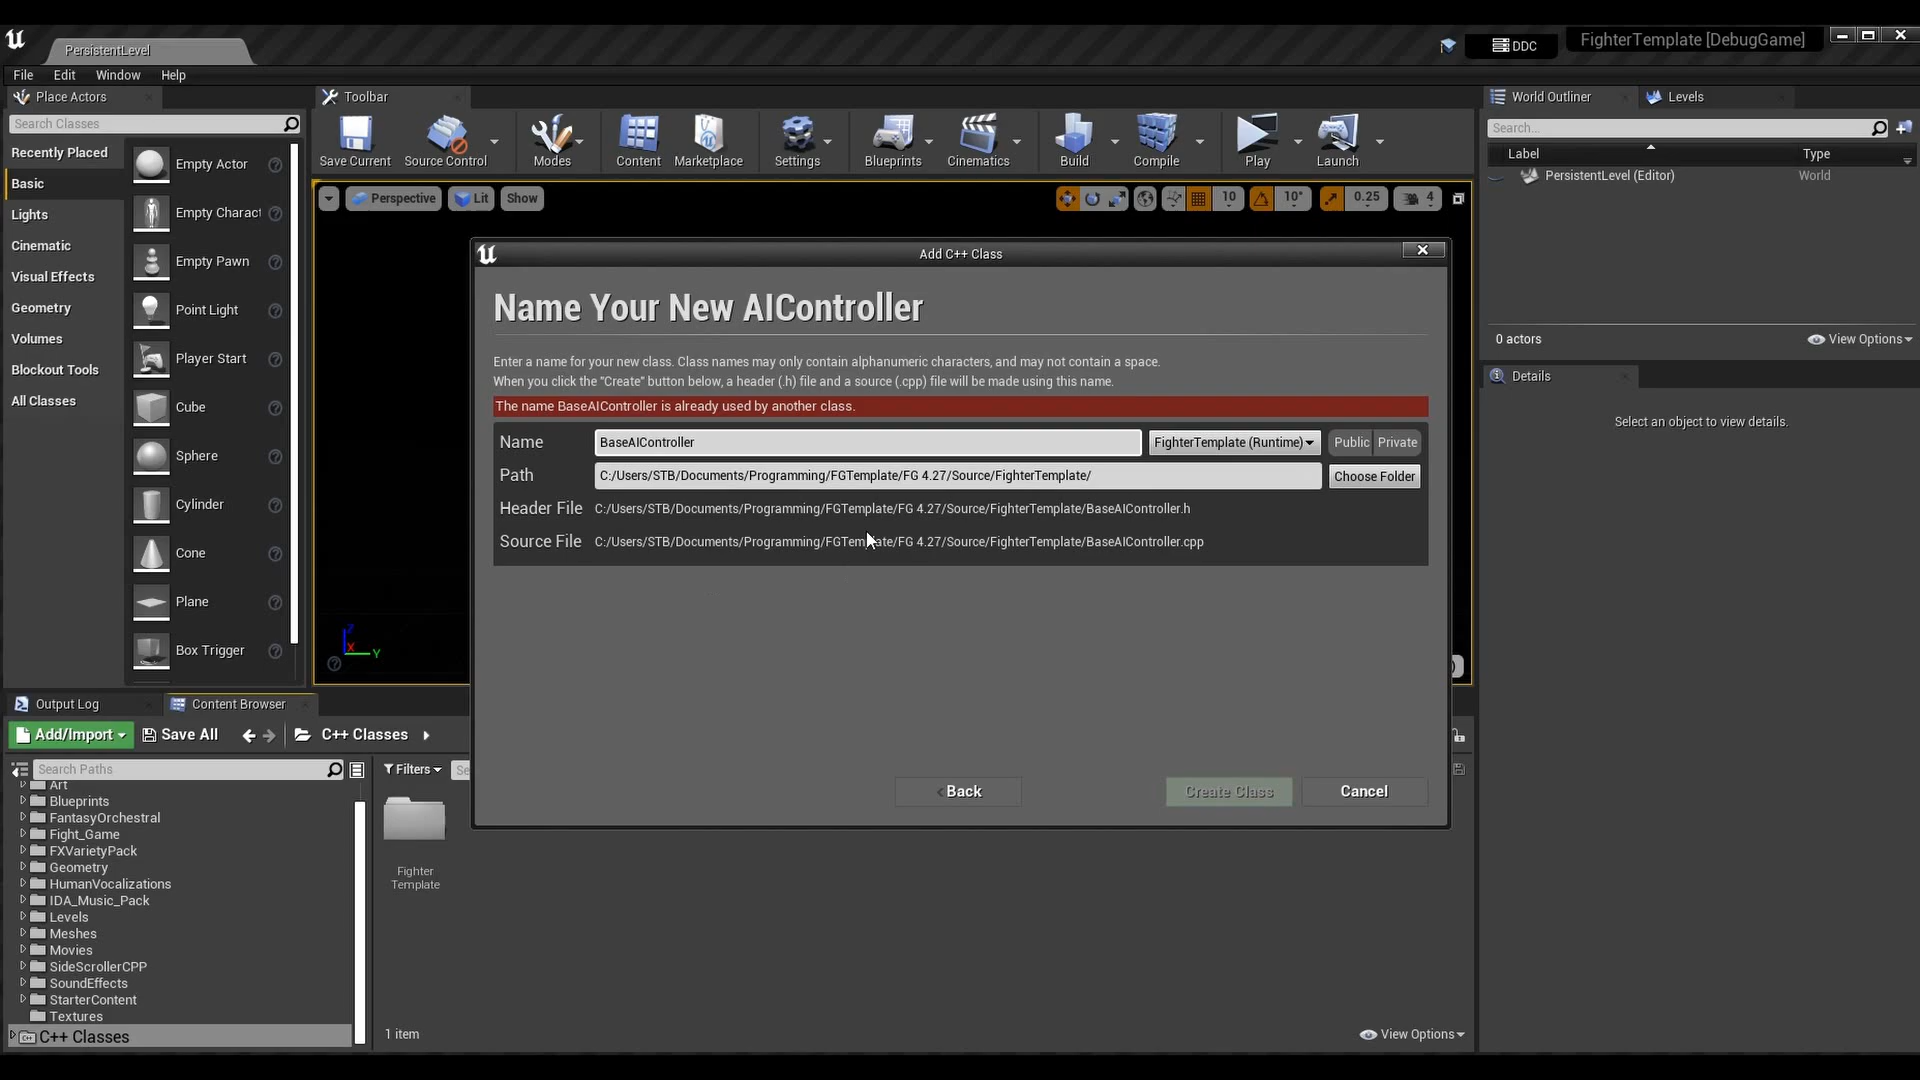 PersistentLevel
DDC
FighterTemplate [DebugGame]
File Edit Window Help
Place Actors
Search Classes
Recently Placed
Basic
Lights
Cinematic
Visual Effects
Geometry
Volumes
Blockout Tools
All Classes
Empty Actor
Empty Charact
Empty Pawn
Point Light
Player Start
Cube
Sphere
Cylinder
Cone
Plane
Box Trigger
Toolbar
Save Current
Source Control
Modes
Content
Marketplace
Settings
Blueprints
Cinematics
Build
Compile
Play
Launch
Perspective
Lit
Show
10
10°
0.25
4
X
Y
Z
Add C++ Class
Name Your New AIController
Enter a name for your new class. Class names may only contain alphanumeric characters, and may not contain a space.
When you click the "Create" button below, a header (.h) file and a source (.cpp) file will be made using this name.
The name BaseAIController is already used by another class.
Name BaseAIController FighterTemplate (Runtime) Public Private
Path C:/Users/STB/Documents/Programming/FGTemplate/FG 4.27/Source/FighterTemplate/ Choose Folder
Header File C:/Users/STB/Documents/Programming/FGTemplate/FG 4.27/Source/FighterTemplate/BaseAIController.h
Source File C:/Users/STB/Documents/Programming/FGTemplate/FG 4.27/Source/FighterTemplate/BaseAIController.cpp
Back
Create Class
Cancel
World Outliner
Levels
Search...
Label Type
PersistentLevel (Editor) World
0 actors
View Options
Details
Select an object to view details.
Output Log
Content Browser
Add/Import
Save All
C++ Classes
Search Paths
Filters
Se
Art
Blueprints
FantasyOrchestral
Fight_Game
FXVarietyPack
Geometry
HumanVocalizations
IDA_Music_Pack
Levels
Meshes
Movies
SideScrollerCPP
SoundEffects
StarterContent
Textures
C++ Classes
Fighter
Template
1 item
View Options